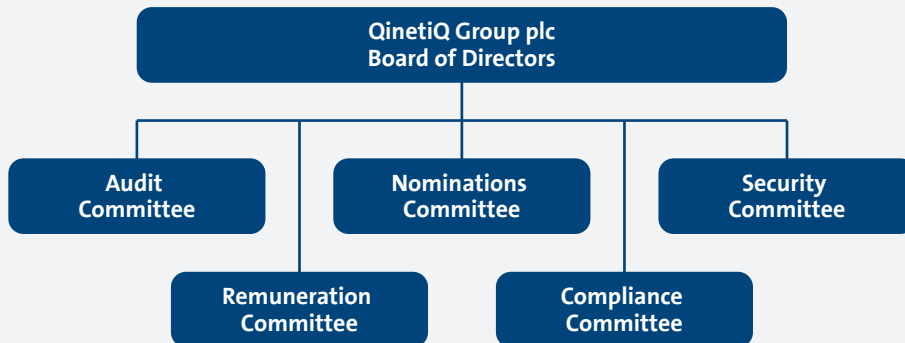 QinetiQ Group plc
Board of Directors
Audit
Committee
Nominations
Committee
Security
Committee
Remuneration
Committee
Compliance
Committee